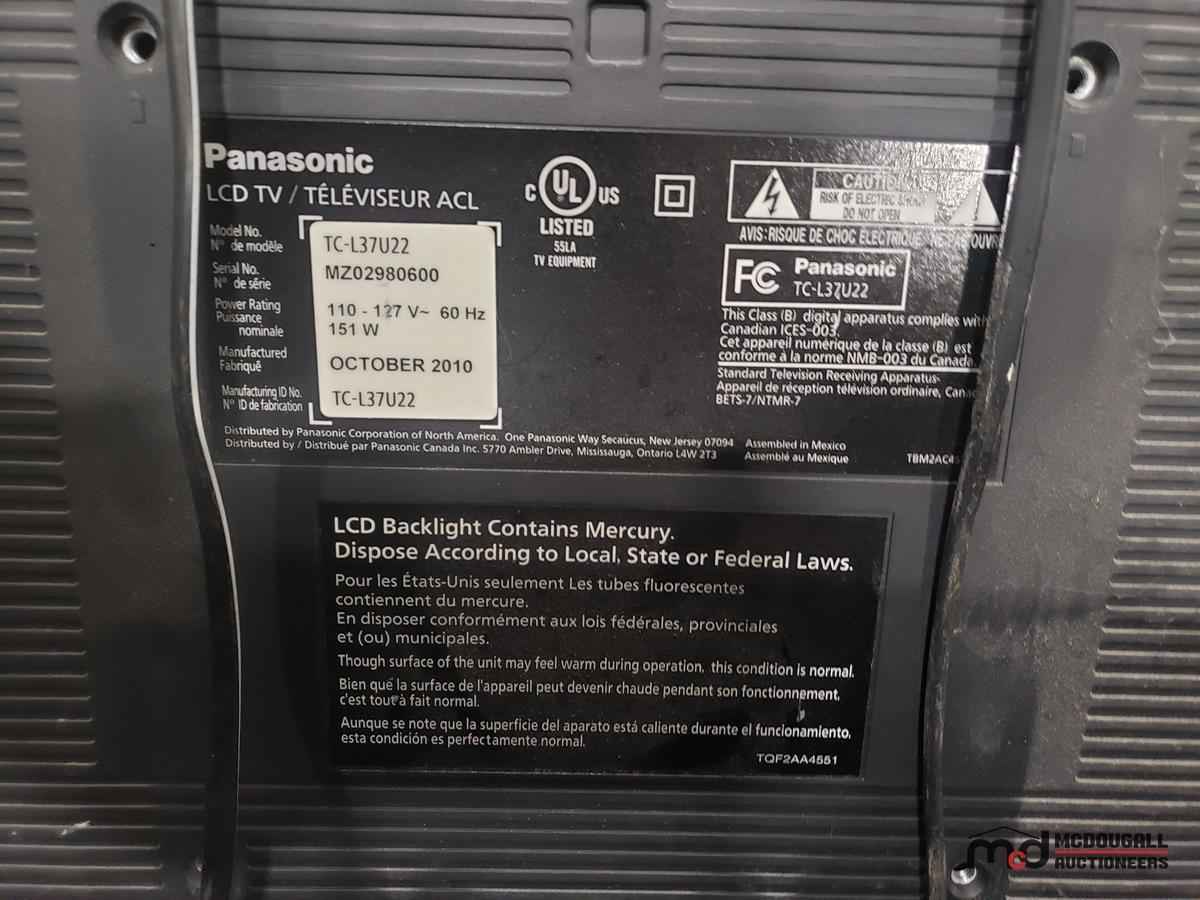 Panasonic
LCD TV / TÉLÉVISEUR ACL
Model No.
N° de modèle
TC-L37U22
Serial No.
N° de série
MZ02980600
Power Rating
Puissance
nominale
110 - 127 V~ 60 Hz
151 W
Manufactured
Fabriqué
OCTOBER 2010
Manufacturing ID No.
N° ID de fabrication
TC-L37U22
C UL US
LISTED
55LA
TV EQUIPMENT
CAUTION
RISK OF ELECTRIC SHOCK
DO NOT OPEN
AVIS: RISQUE DE CHOC ELECTRIQUE NE PAS OUVRI
FC Panasonic
TC-L37U22
This Class (B) digital apparatus complies with
Canadian ICES-003.
Cet appareil numérique de la classe (B) est
conforme à la norme NMB-003 du Canada.
Standard Television Receiving Apparatus-
Appareil de réception télévision ordinaire, Cana
BETS-7/NTMR-7
Distributed by Panasonic Corporation of North America. One Panasonic Way Secaucus, New Jersey 07094 Assembled in Mexico
Distributed by / Distribué par Panasonic Canada Inc. 5770 Ambler Drive, Mississauga, Ontario L4W 2T3 Assemblé au Mexique
TBM2AC45
LCD Backlight Contains Mercury.
Dispose According to Local, State or Federal Laws.
Pour les États-Unis seulement Les tubes fluorescentes
contiennent du mercure.
En disposer conformément aux lois fédérales, provinciales
et (ou) municipales.
Though surface of the unit may feel warm during operation, this condition is normal.
Bien que la surface de l'appareil peut devenir chaude pendant son fonctionnement,
c'est tout à fait normal.
Aunque se note que la superficie del aparato está caliente durante el funcionamiento,
esta condición es perfectamente normal.
TQF2AA4551
mcd MCDOUGALL
AUCTIONEERS